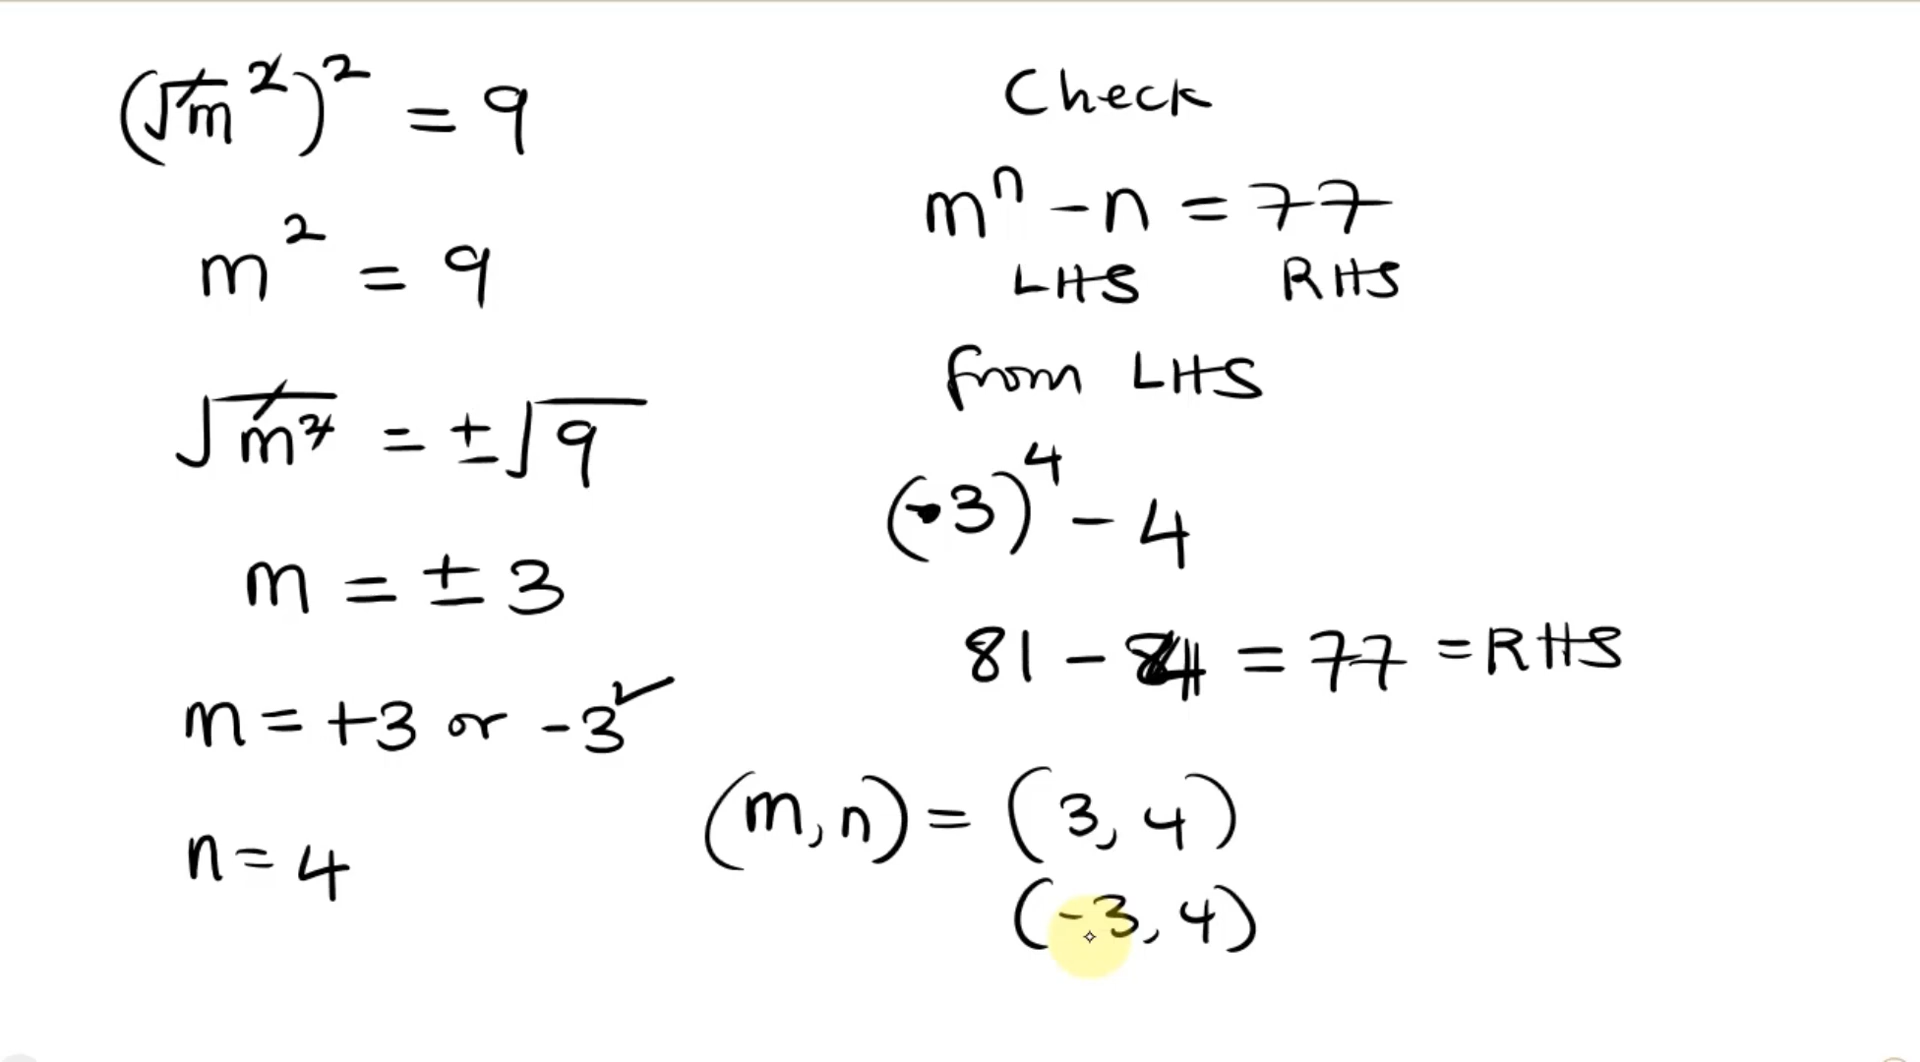 (√m²)² = 9
m² = 9
√m² = ±√9
m = ± 3
m = +3 or -3 ✓
n = 4
Check
mⁿ - n = 77
LHS RHS
from LHS
(-3)⁴ - 4
81 - 4 = 77 = RHS
(m, n) = (3, 4)
(-3, 4)